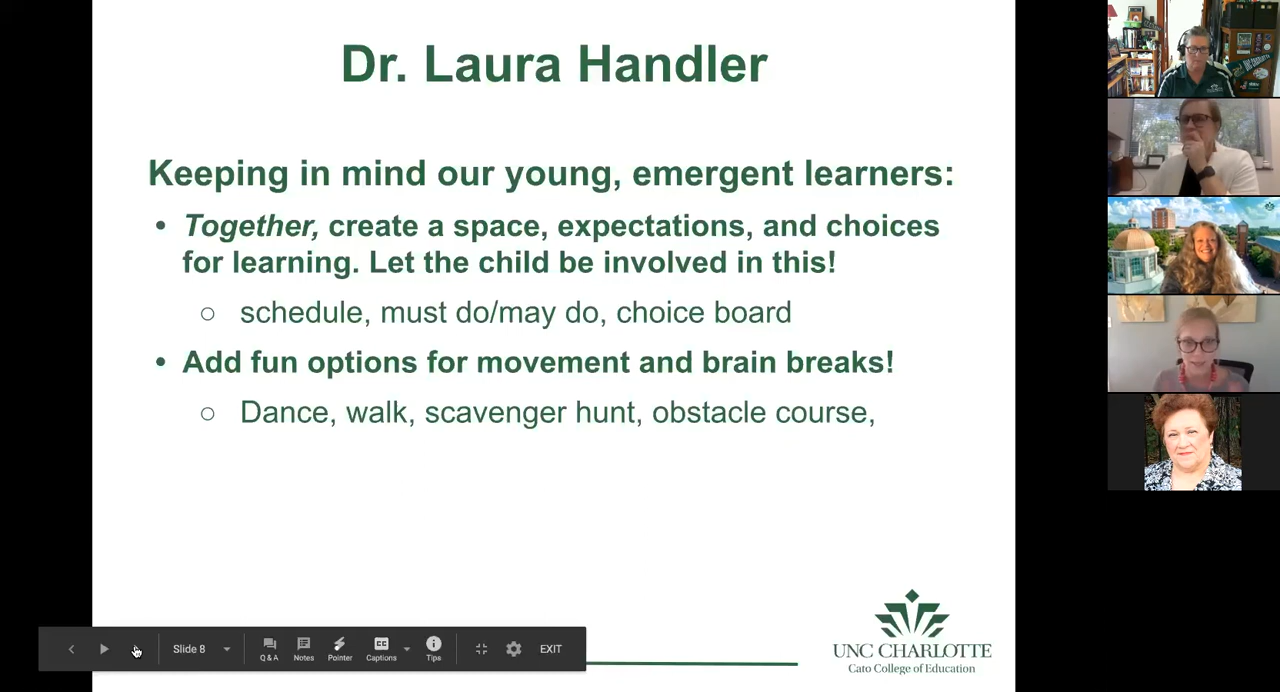 Dr. Laura Handler
Keeping in mind our young, emergent learners:
• Together, create a space, expectations, and choices
for learning. Let the child be involved in this!
○ schedule, must do/may do, choice board
• Add fun options for movement and brain breaks!
○ Dance, walk, scavenger hunt, obstacle course,
UNC CHARLOTTE
Cato College of Education
Slide 8
Q & A
Notes
Pointer
CC
Captions
Tips
EXIT